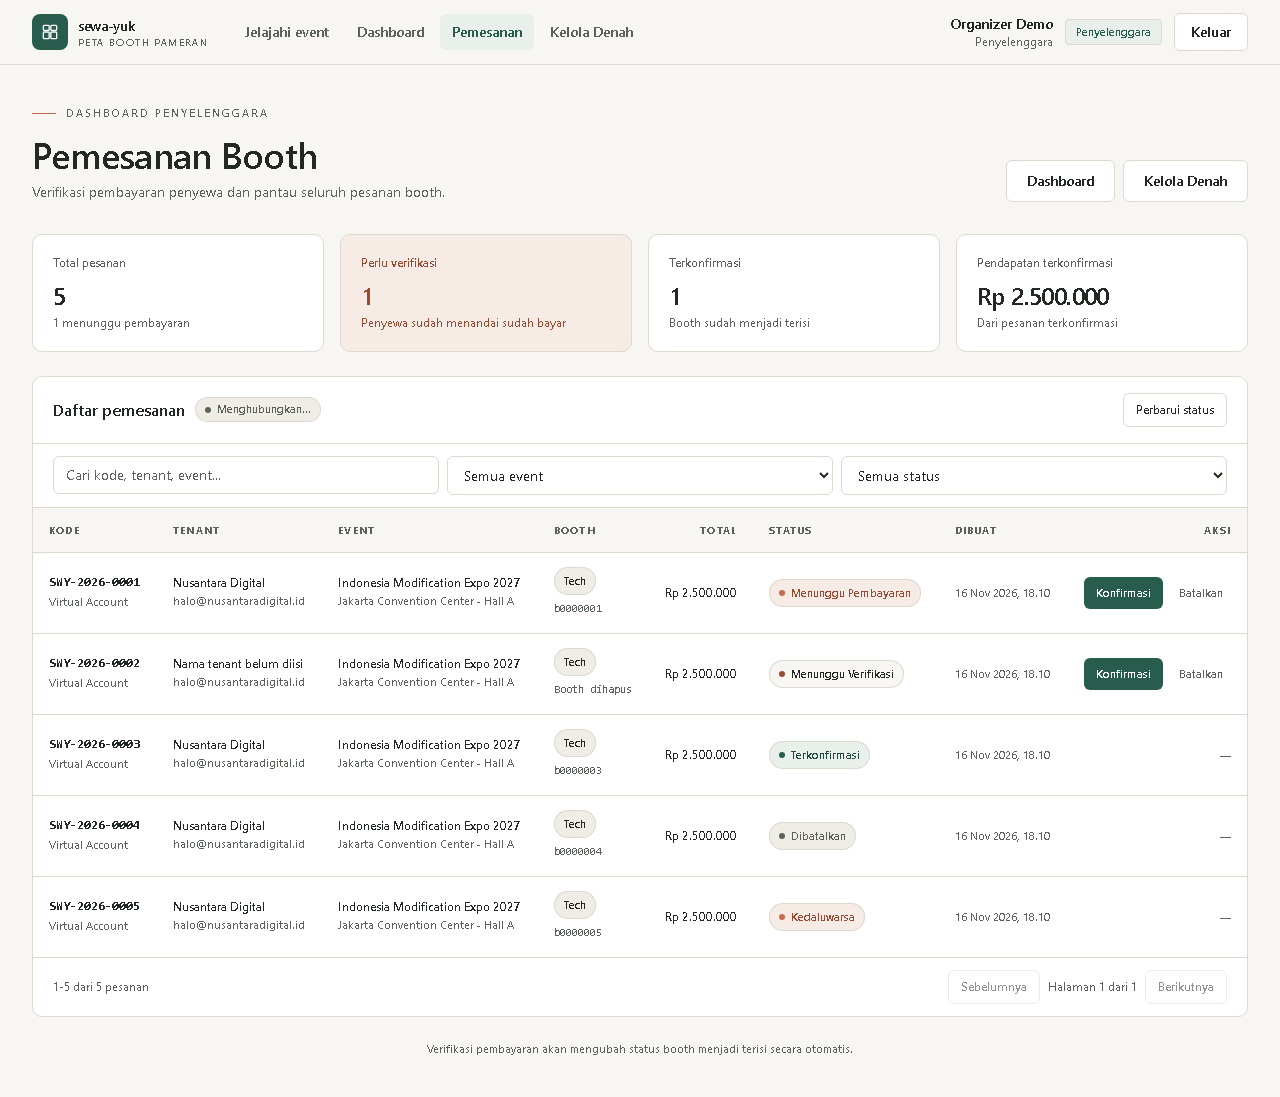 sewa-yuk
PETA BOOTH PAMERAN
Jelajahi event
Dashboard
Pemesanan
Kelola Denah
Organizer Demo
Penyelenggara
Penyelenggara
Keluar
DASHBOARD PENYELENGGARA
Pemesanan Booth
Verifikasi pembayaran penyewa dan pantau seluruh pesanan booth.
Dashboard
Kelola Denah
Total pesanan
5
1 menunggu pembayaran
Perlu verifikasi
1
Penyewa sudah menandai sudah bayar
Terkonfirmasi
1
Booth sudah menjadi terisi
Pendapatan terkonfirmasi
Rp 2.500.000
Dari pesanan terkonfirmasi
Daftar pemesanan
Menghubungkan...
Perbarui status
Cari kode, tenant, event...
Semua event
Semua status
KODE TENANT EVENT BOOTH TOTAL STATUS DIBUAT AKSI
SWY-2026-0001 Nusantara Digital Indonesia Modification Expo 2027 Tech Rp 2.500.000 Menunggu Pembayaran 16 Nov 2026, 18.10 Konfirmasi Batalkan
Virtual Account halo@nusantaradigital.id Jakarta Convention Center - Hall A b0000001
SWY-2026-0002 Nama tenant belum diisi Indonesia Modification Expo 2027 Tech Rp 2.500.000 Menunggu Verifikasi 16 Nov 2026, 18.10 Konfirmasi Batalkan
Virtual Account halo@nusantaradigital.id Jakarta Convention Center - Hall A Booth dihapus
SWY-2026-0003 Nusantara Digital Indonesia Modification Expo 2027 Tech Rp 2.500.000 Terkonfirmasi 16 Nov 2026, 18.10 —
Virtual Account halo@nusantaradigital.id Jakarta Convention Center - Hall A b0000003
SWY-2026-0004 Nusantara Digital Indonesia Modification Expo 2027 Tech Rp 2.500.000 Dibatalkan 16 Nov 2026, 18.10 —
Virtual Account halo@nusantaradigital.id Jakarta Convention Center - Hall A b0000004
SWY-2026-0005 Nusantara Digital Indonesia Modification Expo 2027 Tech Rp 2.500.000 Kedaluwarsa 16 Nov 2026, 18.10 —
Virtual Account halo@nusantaradigital.id Jakarta Convention Center - Hall A b0000005
1-5 dari 5 pesanan
Sebelumnya
Halaman 1 dari 1
Berikutnya
Verifikasi pembayaran akan mengubah status booth menjadi terisi secara otomatis.